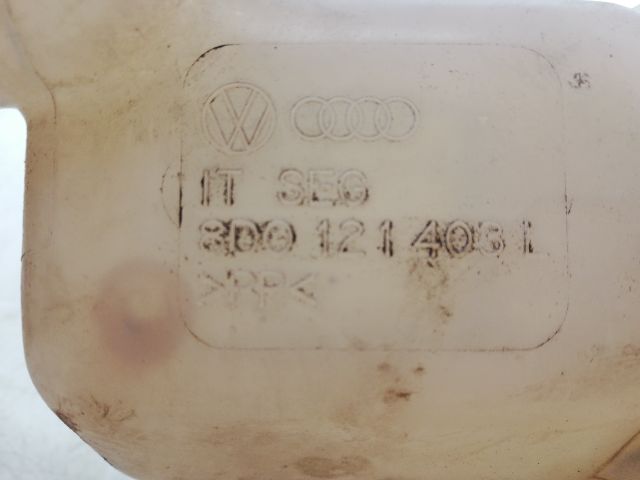 IT SEG
8D0 121 403 L
>PP<